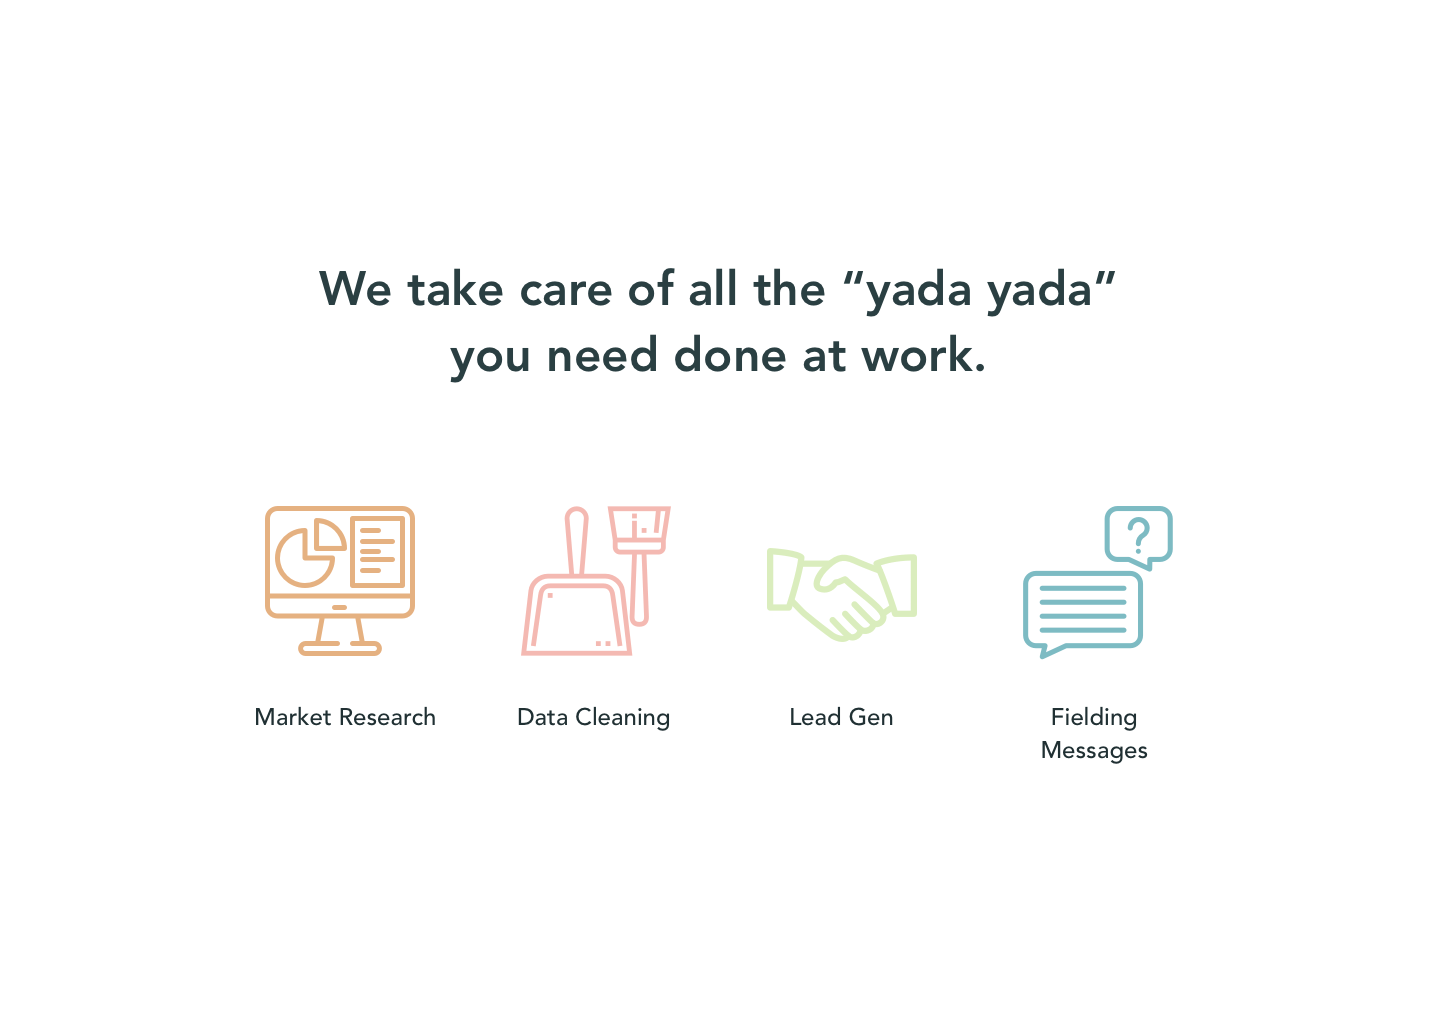 We take care of all the “yada yada”
you need done at work.
?
Market Research
Data Cleaning
Lead Gen
Fielding
Messages